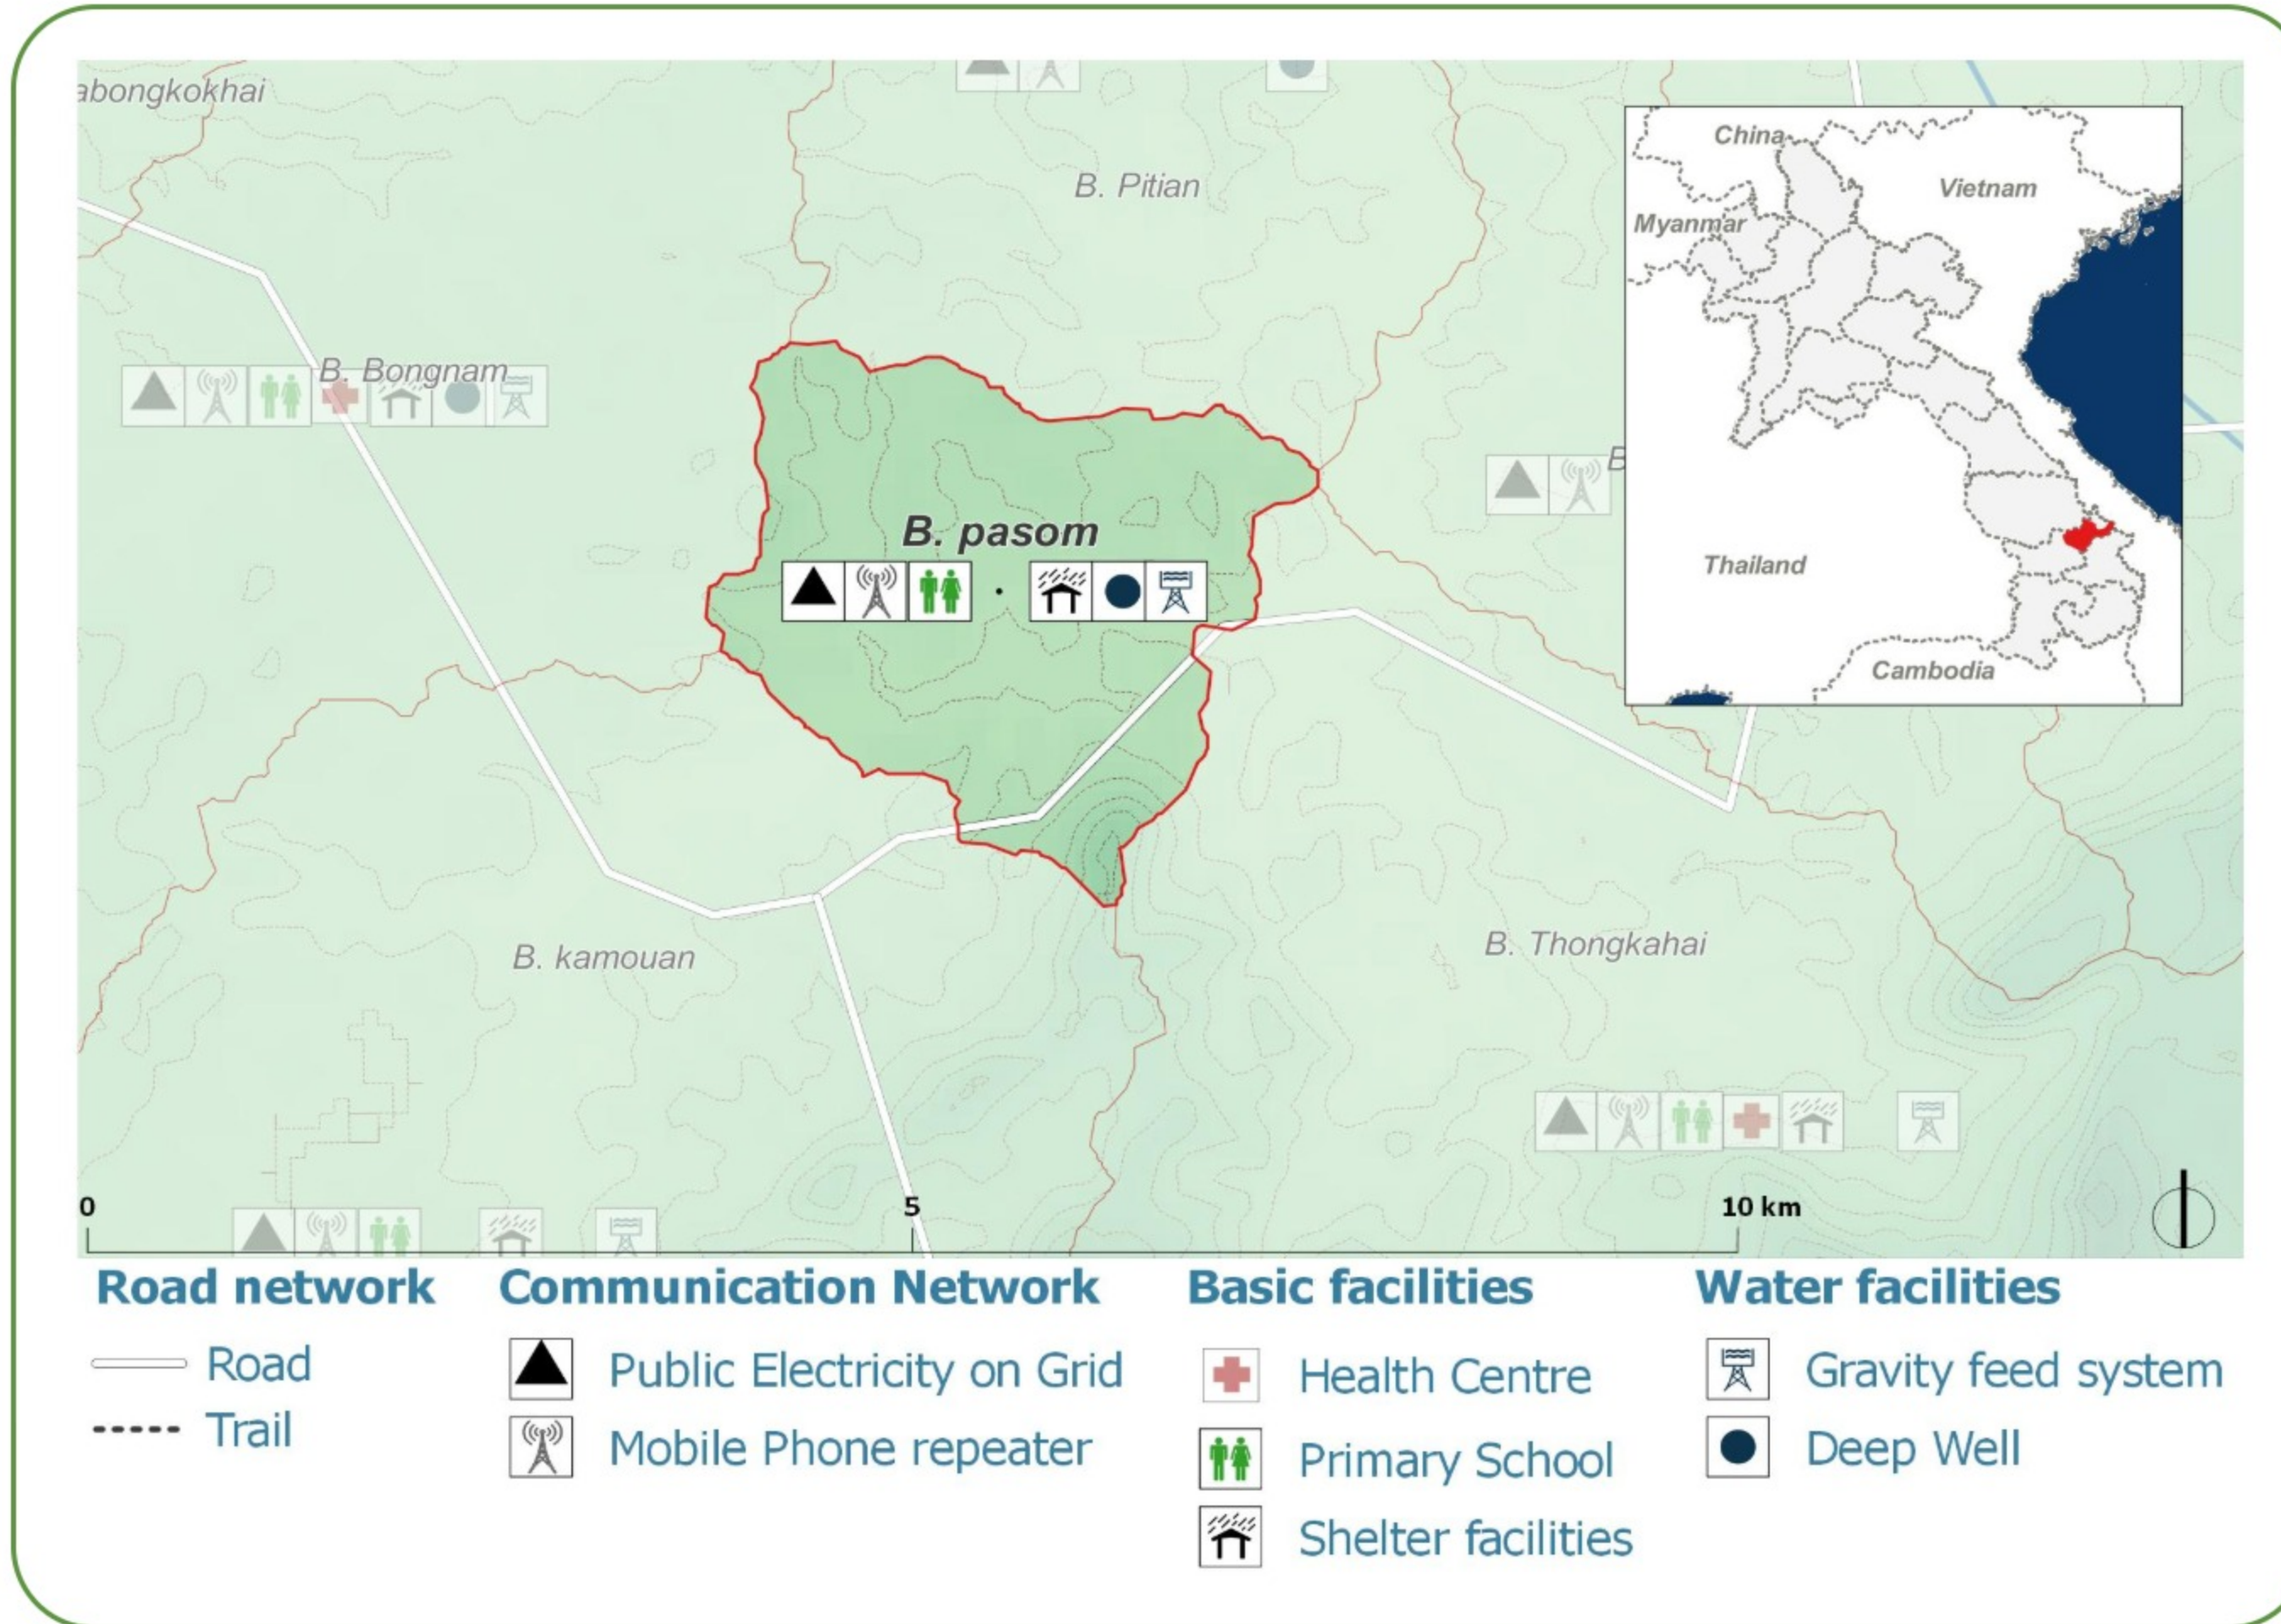 abongkokhai
B. Pitian
B. Bongnam
B. pasom
B. kamouan
B. Thongkahai
China
Vietnam
Myanmar
Thailand
Cambodia
0 5 10 km
Road network
Road
Trail
Communication Network
Public Electricity on Grid
Mobile Phone repeater
Basic facilities
Health Centre
Primary School
Shelter facilities
Water facilities
Gravity feed system
Deep Well